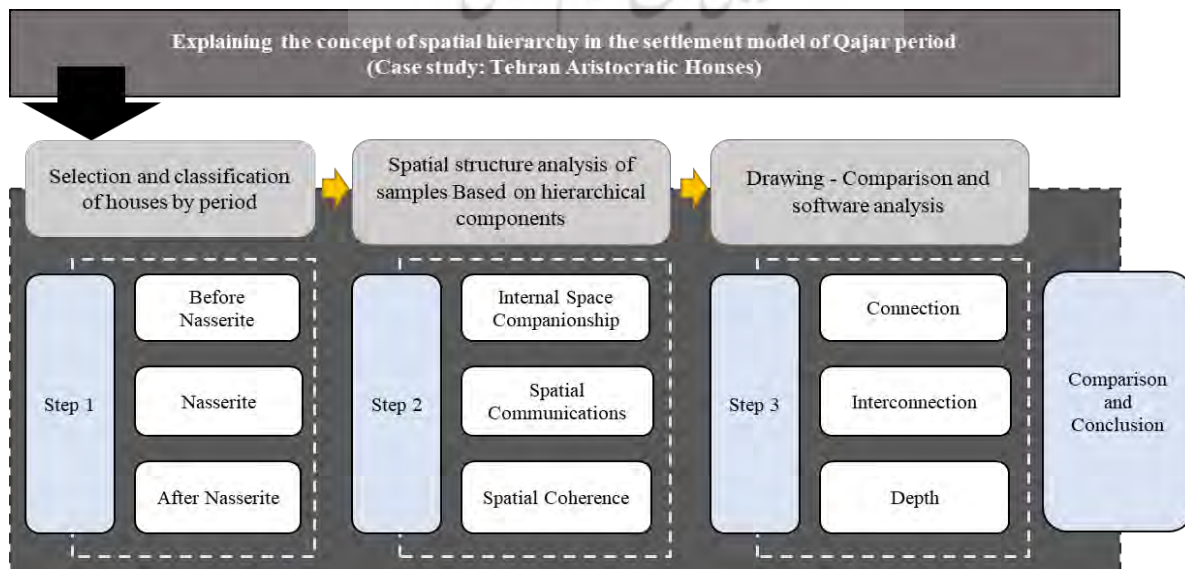 Explaining the concept of spatial hierarchy in the settlement model of Qajar period
(Case study: Tehran Aristocratic Houses)
Selection and classification
of houses by period
Spatial structure analysis of
samples Based on hierarchical
components
Drawing - Comparison and
software analysis
Step 1
Before
Nasserite
Nasserite
After Nasserite
Step 2
Internal Space
Companionship
Spatial
Communications
Spatial Coherence
Step 3
Connection
Interconnection
Depth
Comparison
and
Conclusion